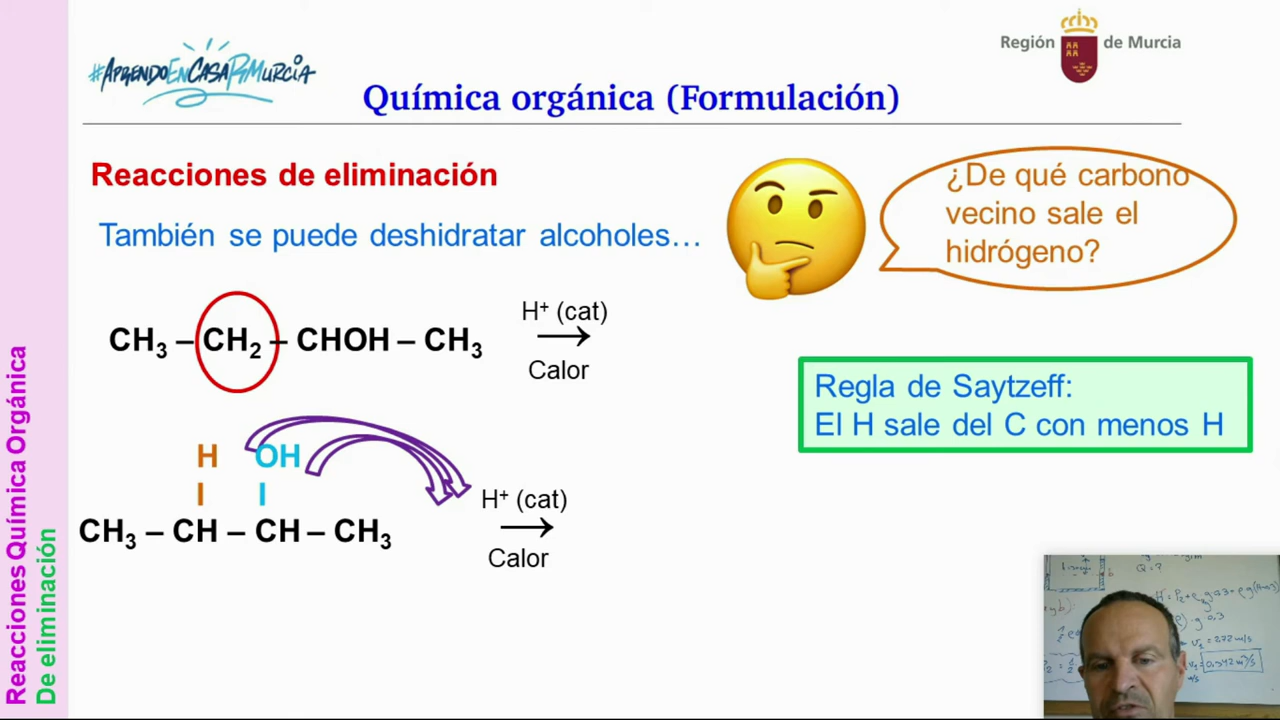 #APRENDOENCASARMURCIA
Región de Murcia
Química orgánica (Formulación)
Reacciones de eliminación
También se puede deshidratar alcoholes…
¿De qué carbono
vecino sale el
hidrógeno?
CH₃ – CH₂ – CHOH – CH₃
H⁺ (cat)
→
Calor
Regla de Saytzeff:
El H sale del C con menos H
H OH
I I
CH₃ – CH – CH – CH₃
H⁺ (cat)
→
Calor
Reacciones Química Orgánica
De eliminación
Q = ?